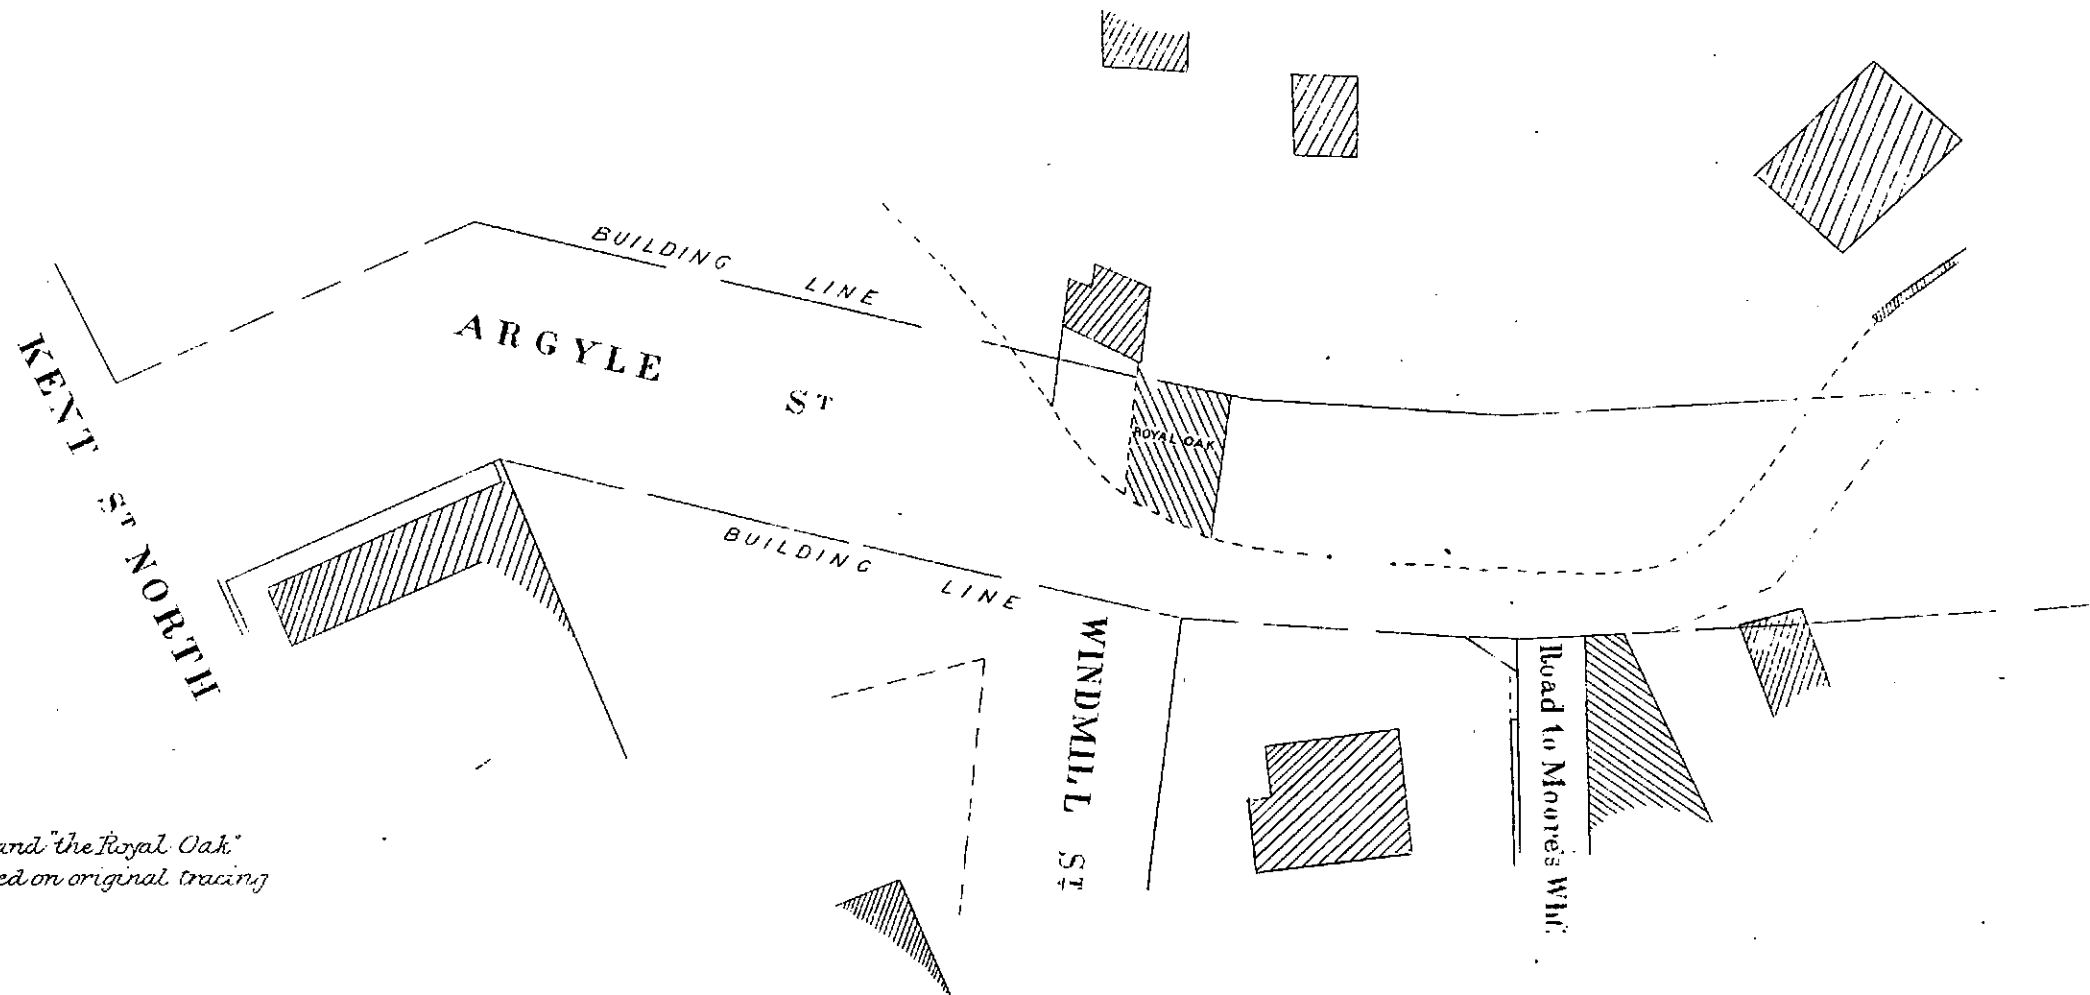 BUILDING LINE
ARGYLE ST
KENT ST NORTH
ROYAL OAK
BUILDING LINE
WINDMILL ST
Road to Moore's Whf.
and "the Royal Oak"
ed on original tracing